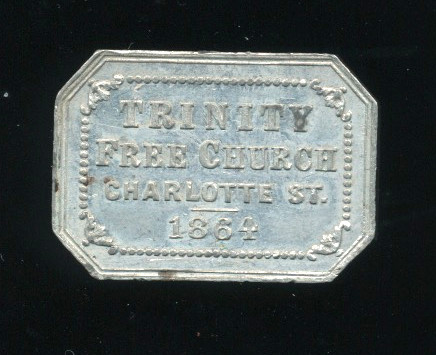 TRINITY
FREE CHURCH
CHARLOTTE ST.
1864